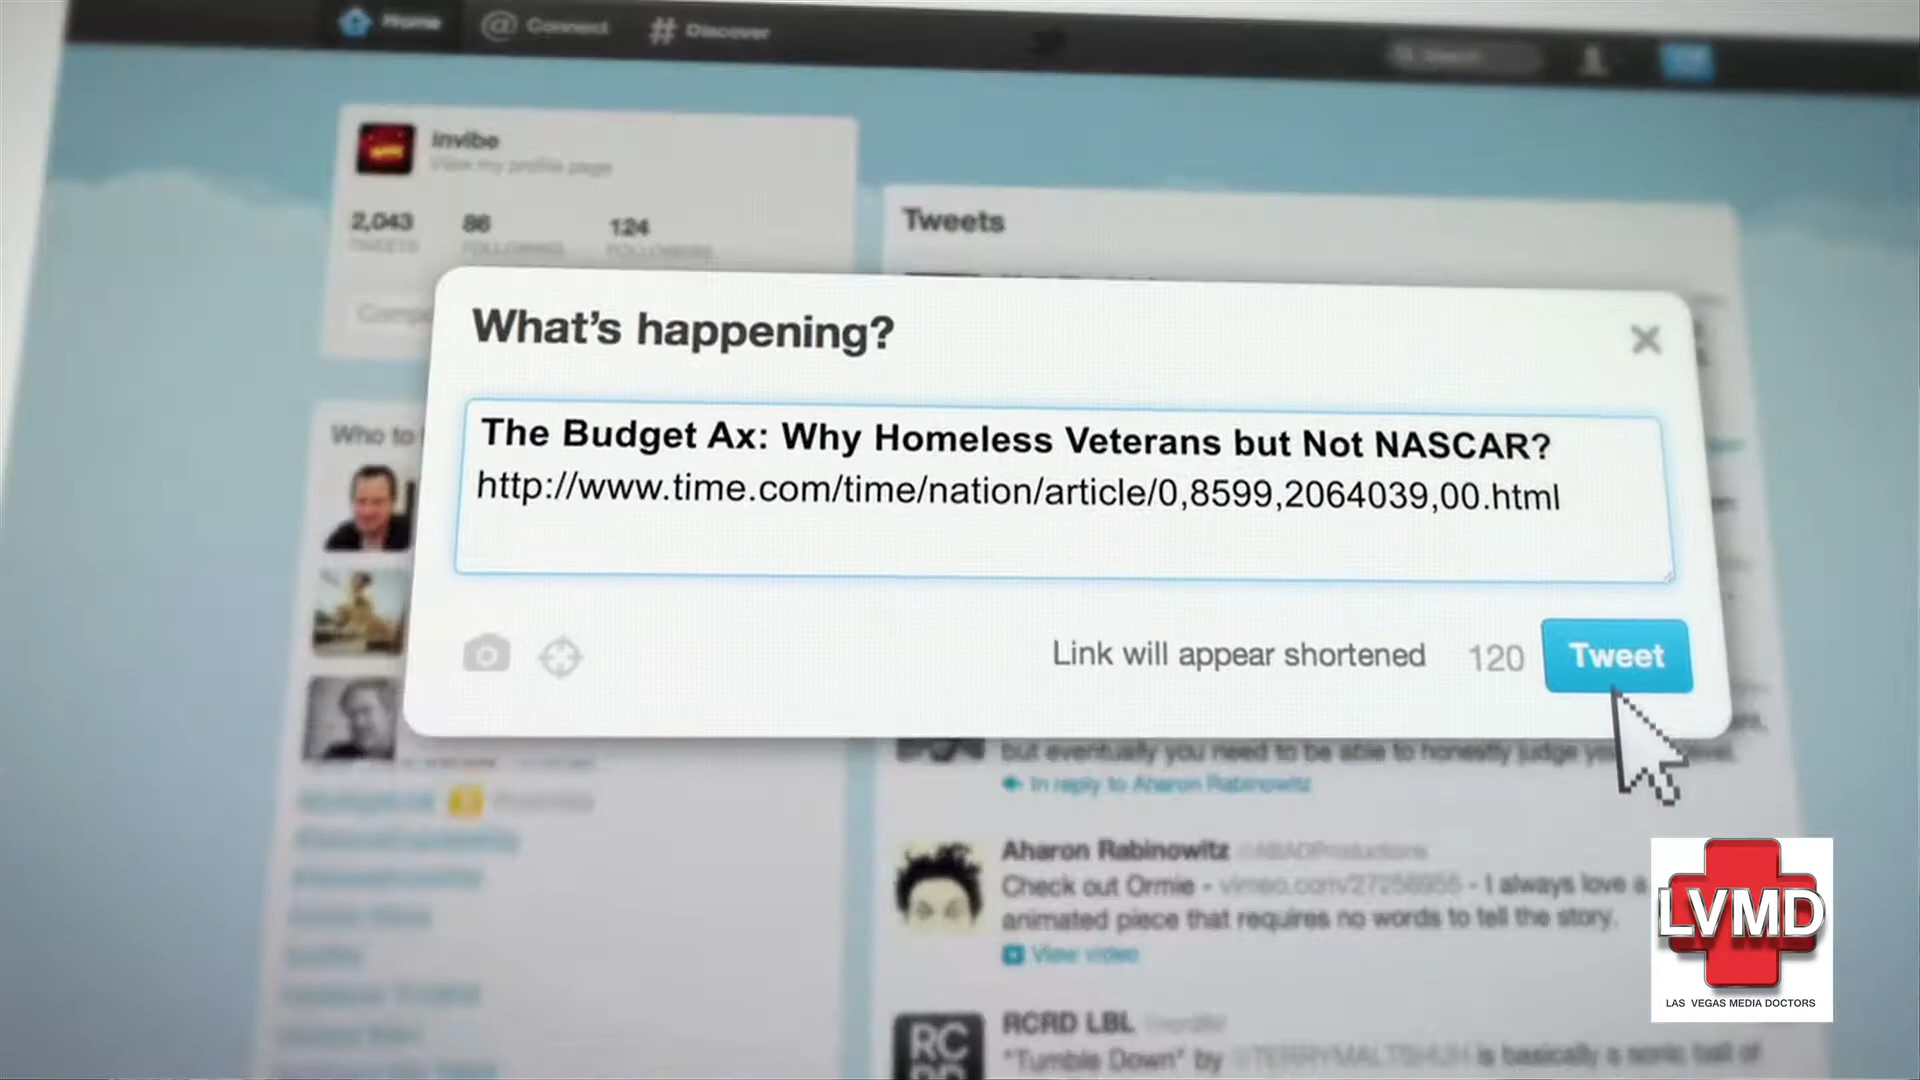 Home
Connect
Discover
Search
invibe
View my profile page
2,043
86
124
TWEETS
FOLLOWING
FOLLOWERS
Tweets
What's happening?
The Budget Ax: Why Homeless Veterans but Not NASCAR?
http://www.time.com/time/nation/article/0,8599,2064039,00.html
Link will appear shortened
120
Tweet
Who to
but eventually you need to be able to honestly judge
In reply to Aharon Rabinowitz
Aharon Rabinowitz
Check out Ormie - vimeo.com/27256955 - I always love a
animated piece that requires no words to tell the story.
View video
RCRD LBL
"Tumble Down" by is basically a sonic ball of
RC
LVMD
LAS VEGAS MEDIA DOCTORS